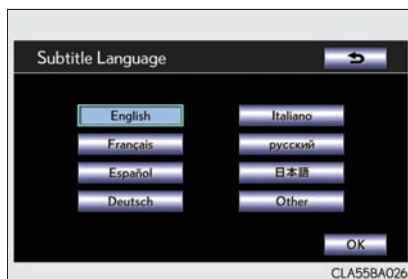 Subtitle Language
English
Italiano
Français
русский
Español
日本語
Deutsch
Other
OK
CLA55BA026